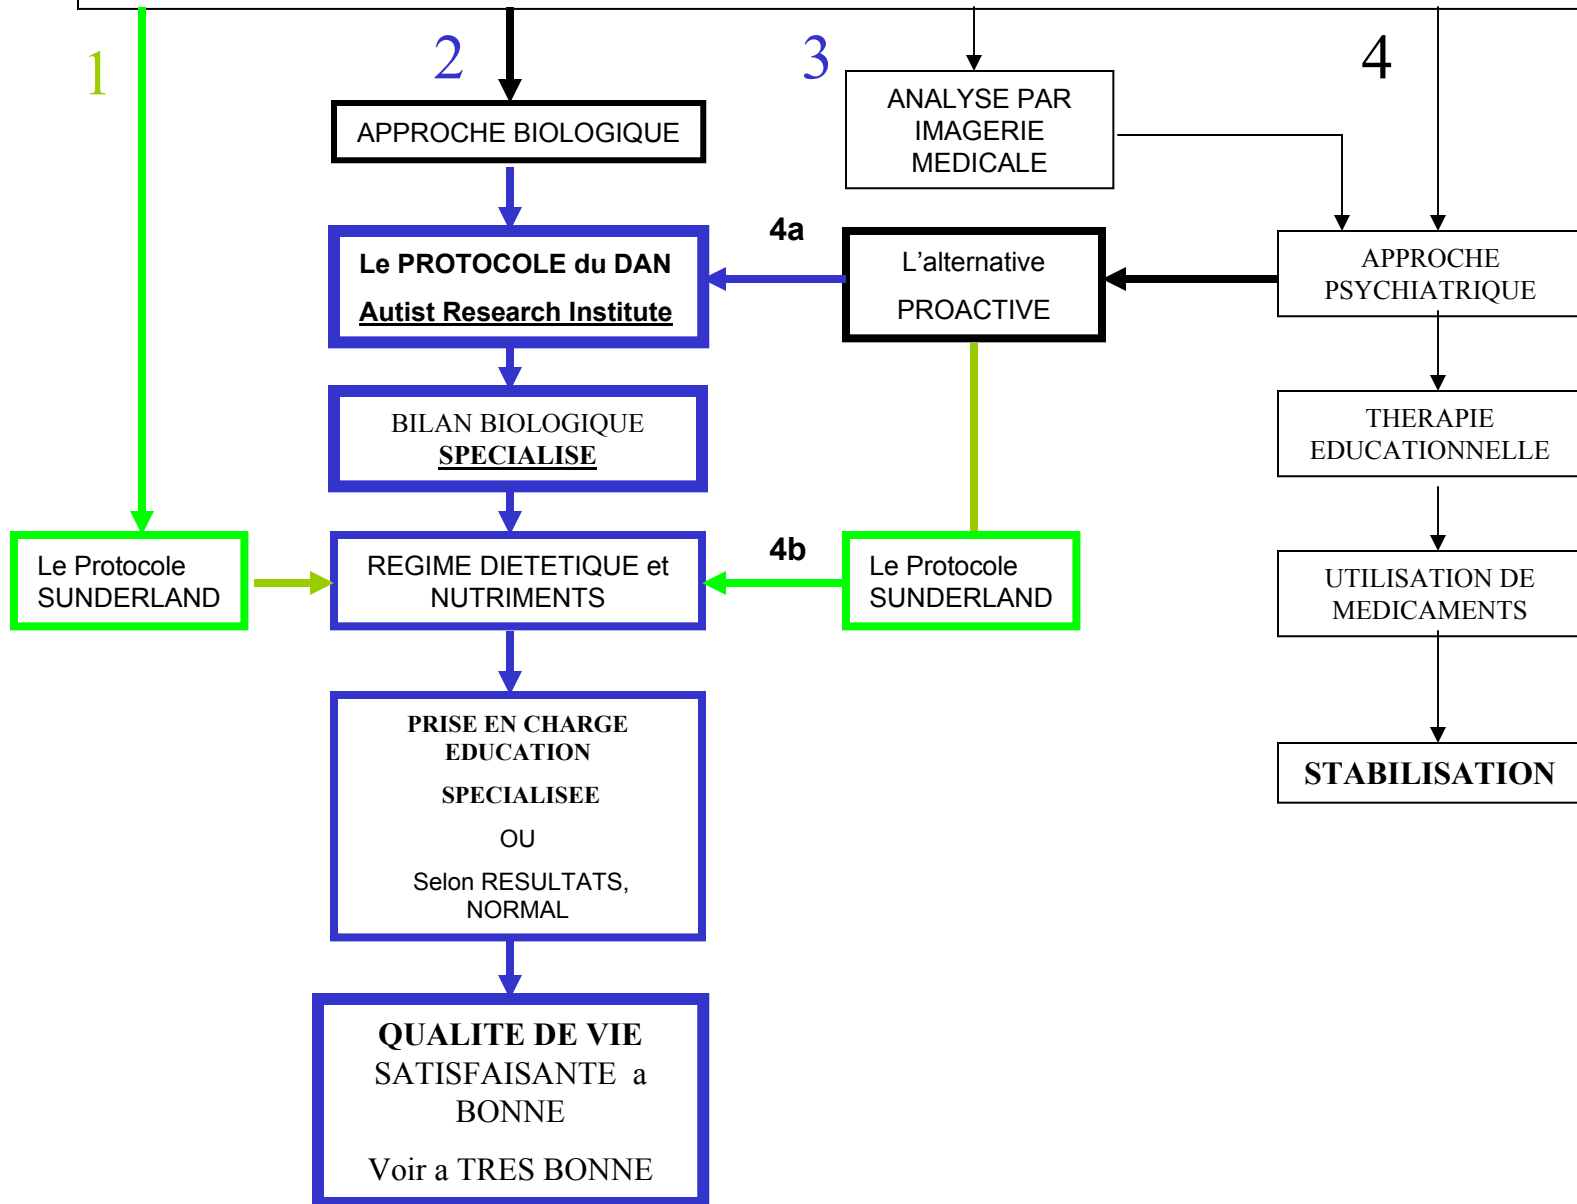 1
2
3
4
APPROCHE BIOLOGIQUE
ANALYSE PAR
IMAGERIE
MEDICALE
Le PROTOCOLE du DAN
Autist Research Institute
4a
L'alternative
PROACTIVE
APPROCHE
PSYCHIATRIQUE
BILAN BIOLOGIQUE
SPECIALISE
THERAPIE
EDUCATIONNELLE
Le Protocole
SUNDERLAND
REGIME DIETETIQUE et
NUTRIMENTS
4b
Le Protocole
SUNDERLAND
UTILISATION DE
MEDICAMENTS
PRISE EN CHARGE
EDUCATION
SPECIALISEE
OU
Selon RESULTATS,
NORMAL
STABILISATION
QUALITE DE VIE
SATISFAISANTE a
BONNE
Voir a TRES BONNE